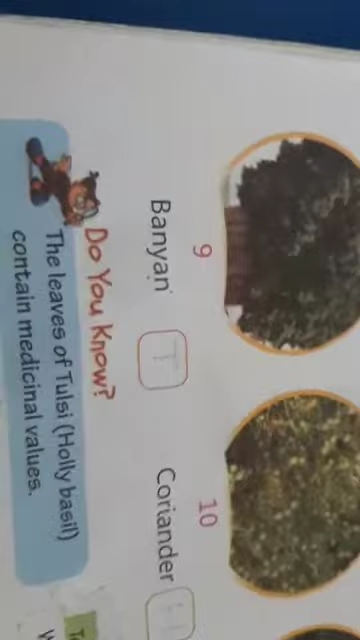 9
10
Banyan
T
Coriander
H
Do You Know?
The leaves of Tulsi (Holly basil)
contain medicinal values.